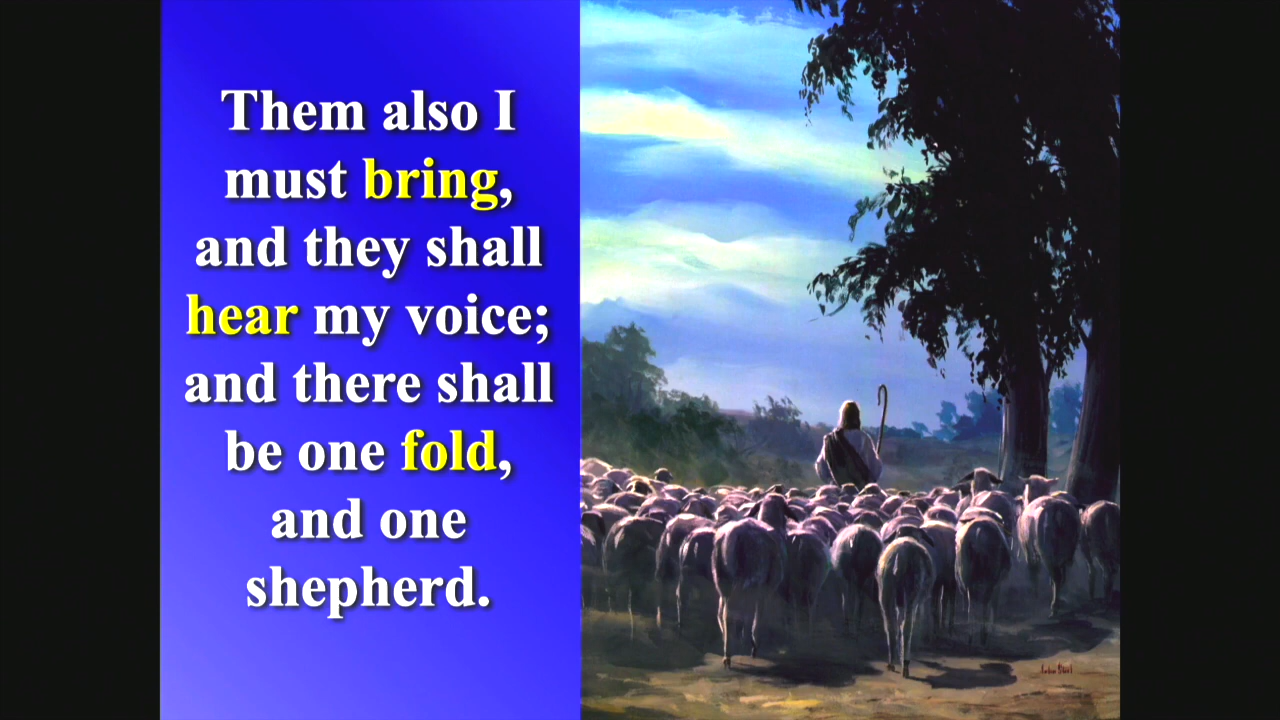 Them also I
must bring,
and they shall
hear my voice;
and there shall
be one fold,
and one
shepherd.